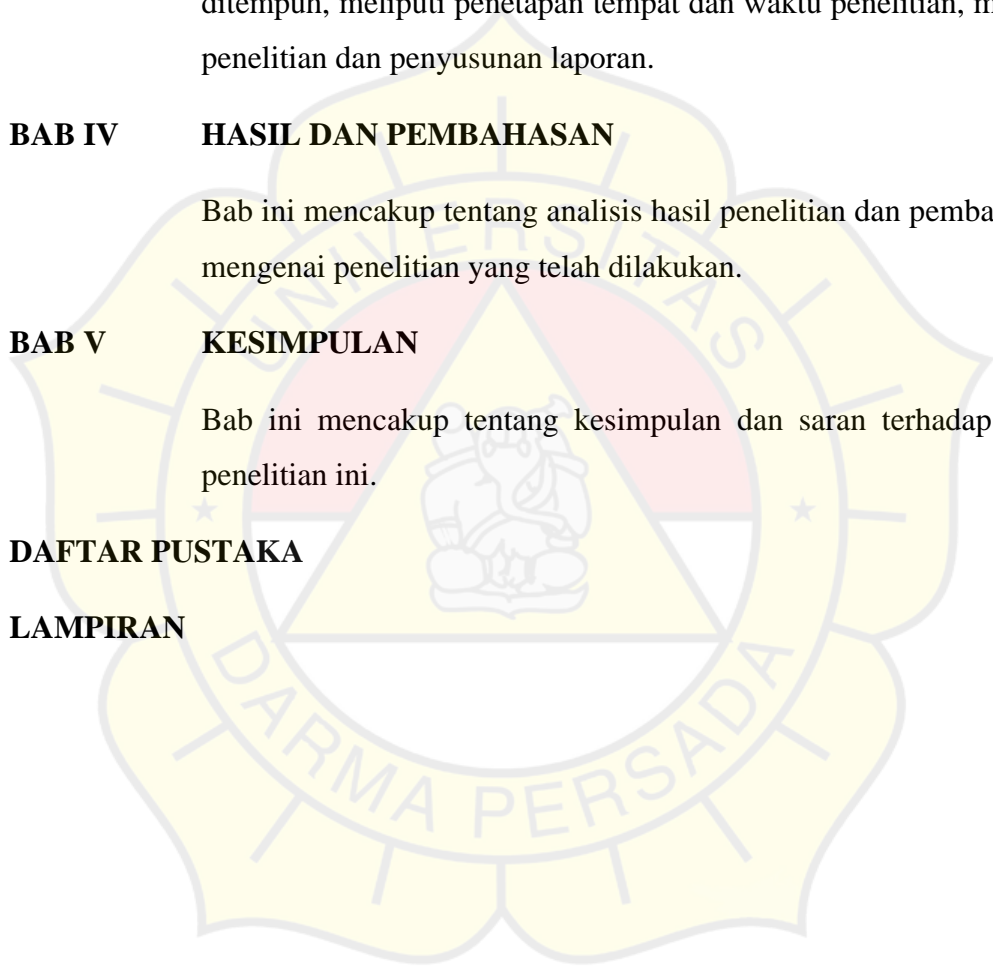 ditempuh, meliputi penetapan tempat dan waktu penelitian,
penelitian dan penyusunan laporan.
BAB IV HASIL DAN PEMBAHASAN
Bab ini mencakup tentang analisis hasil penelitian dan
mengenai penelitian yang telah dilakukan.
BAB V KESIMPULAN
Bab ini mencakup tentang kesimpulan dan saran terhadap
penelitian ini.
DAFTAR PUSTAKA
LAMPIRAN
UNIVERSITAS
DARMA PERSADA